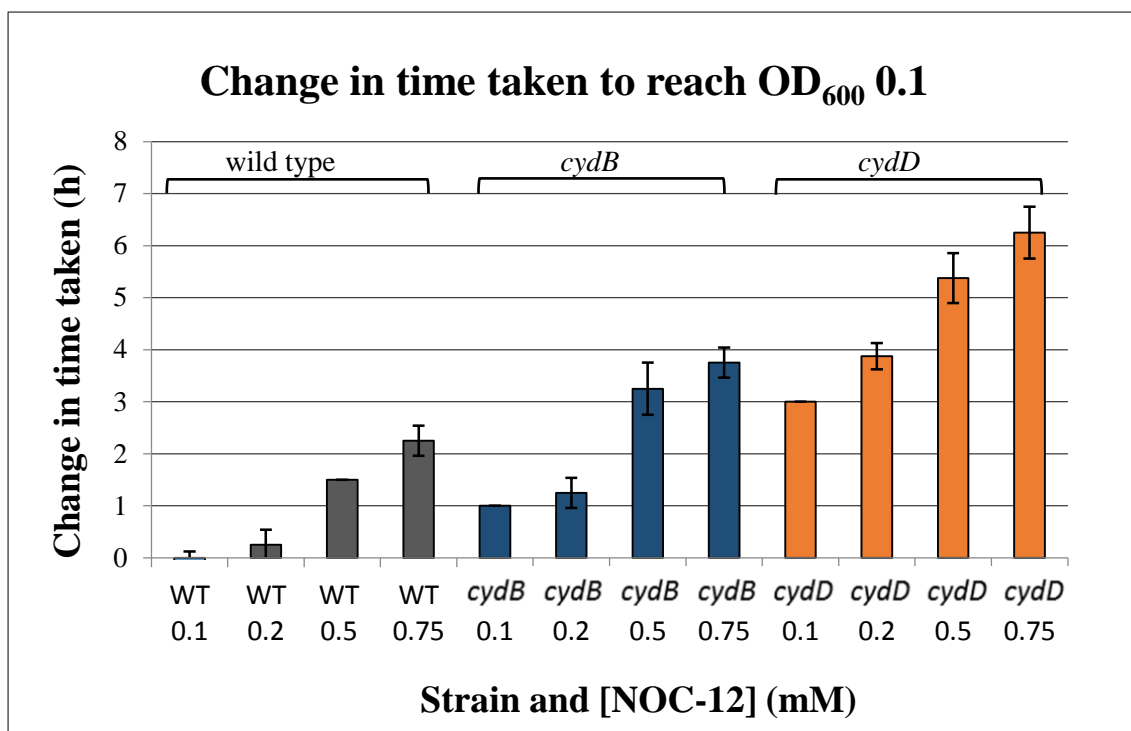 Change in time taken to reach OD₆₀₀ 0.1
Change in time taken (h)
8
7
6
5
4
3
2
1
0
wild type cydB cydD
WT WT WT WT cydB cydB cydB cydB cydD cydD cydD cydD
0.1 0.2 0.5 0.75 0.1 0.2 0.5 0.75 0.1 0.2 0.5 0.75
Strain and [NOC-12] (mM)